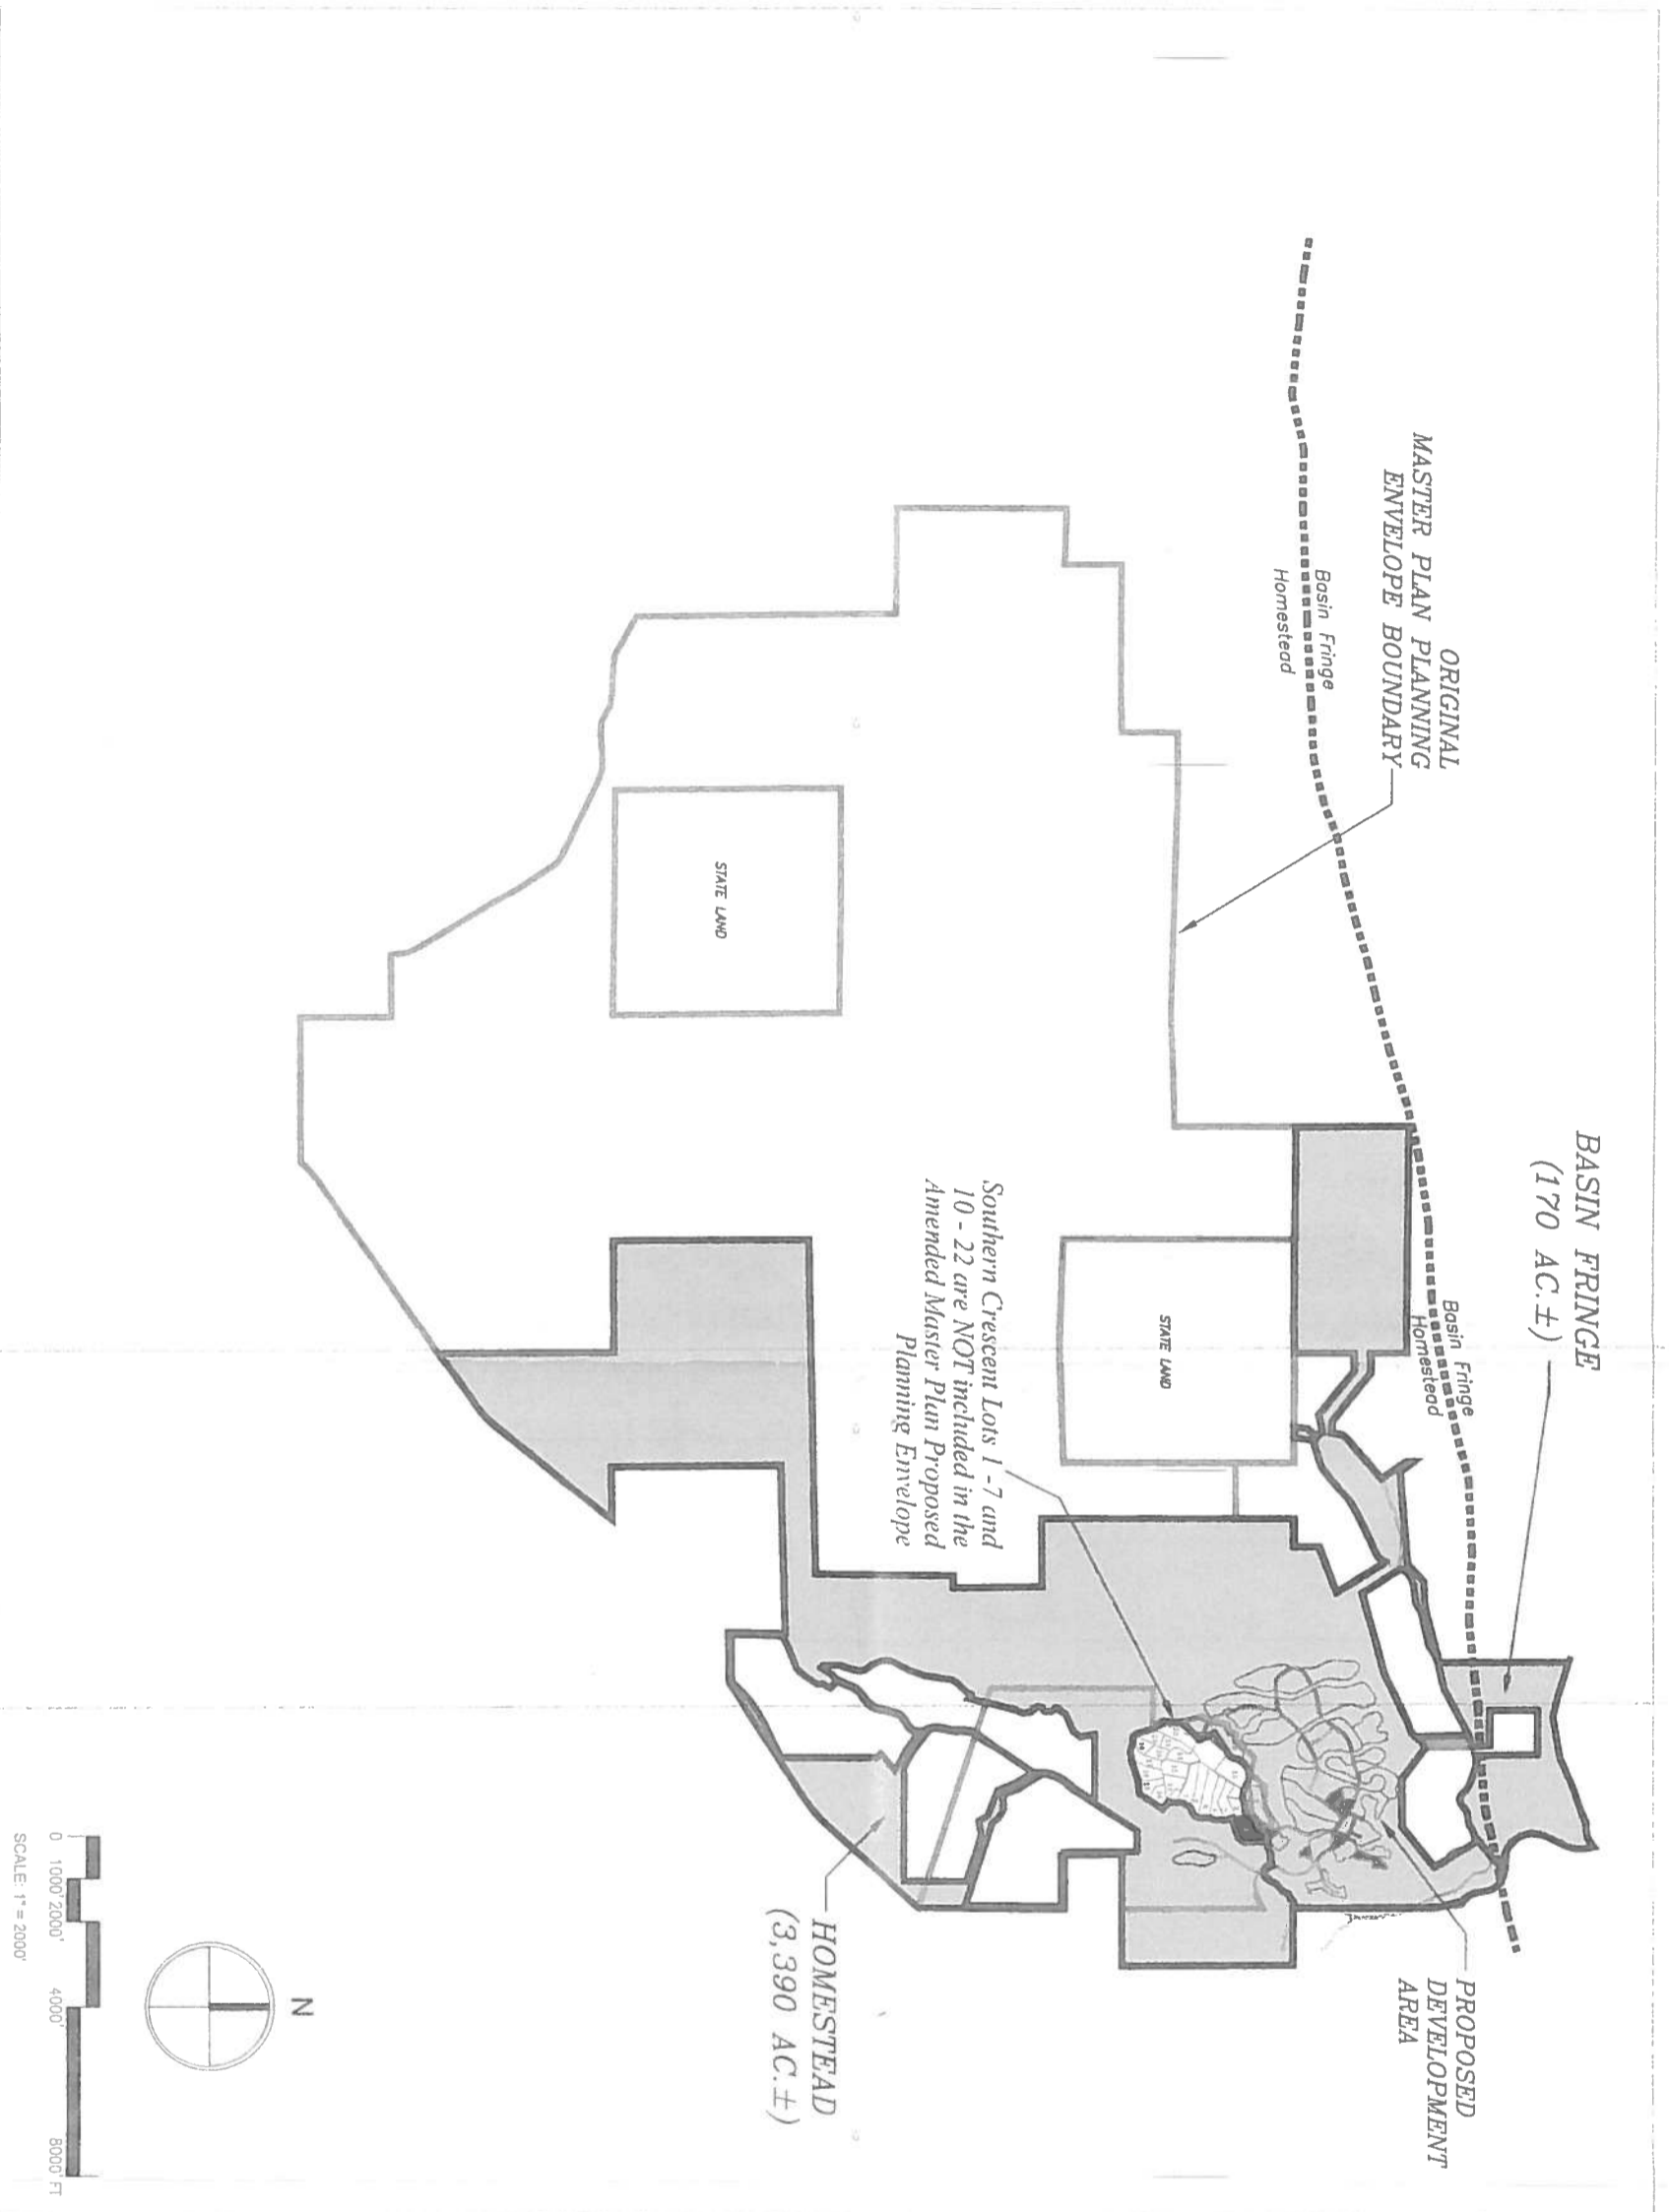 BASIN FRINGE
(170 AC.±)
ORIGINAL
MASTER PLAN PLANNING
ENVELOPE BOUNDARY
Basin Fringe
Homestead
Basin Fringe
Homestead
PROPOSED
DEVELOPMENT
AREA
STATE LAND
STATE LAND
Southern Crescent Lots 1 - 7 and
10 - 22 are NOT included in the
Amended Master Plan Proposed
Planning Envelope
HOMESTEAD
(3,390 AC.±)
N
0 1000' 2000' 4000' 8000' FT
SCALE: 1" = 2000'